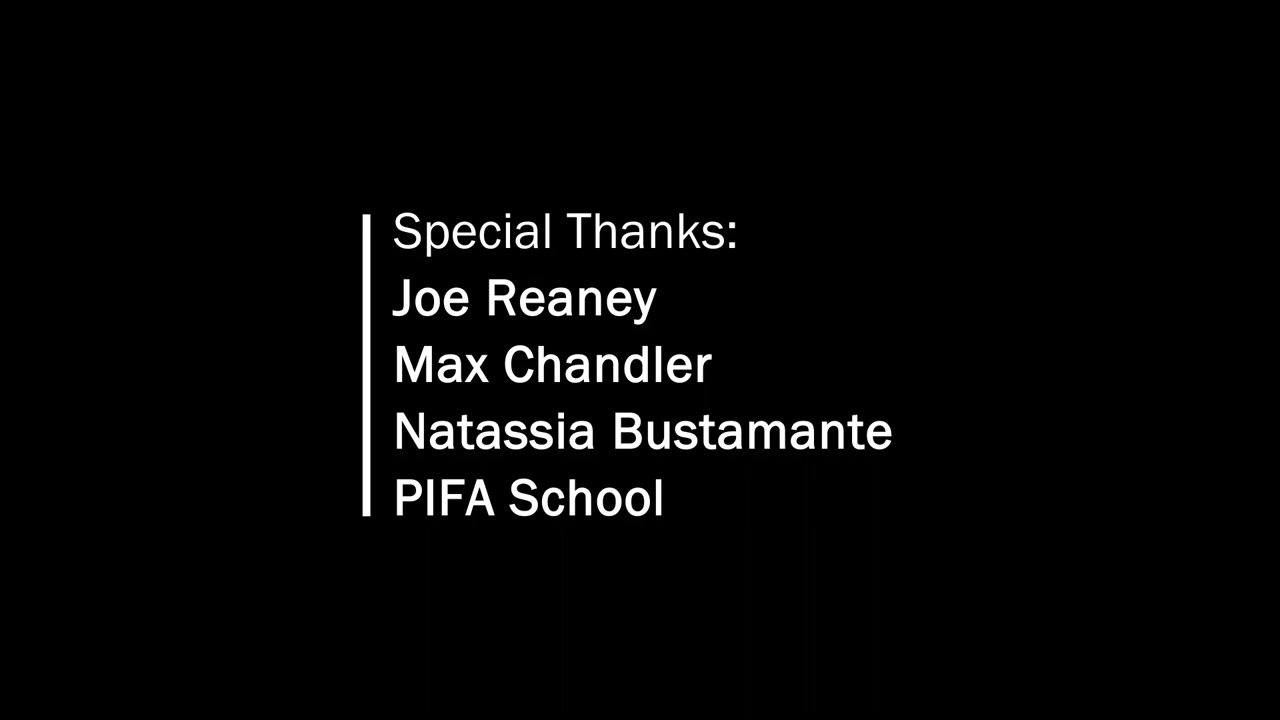 Special Thanks:
Joe Reaney
Max Chandler
Natassia Bustamante
PIFA School